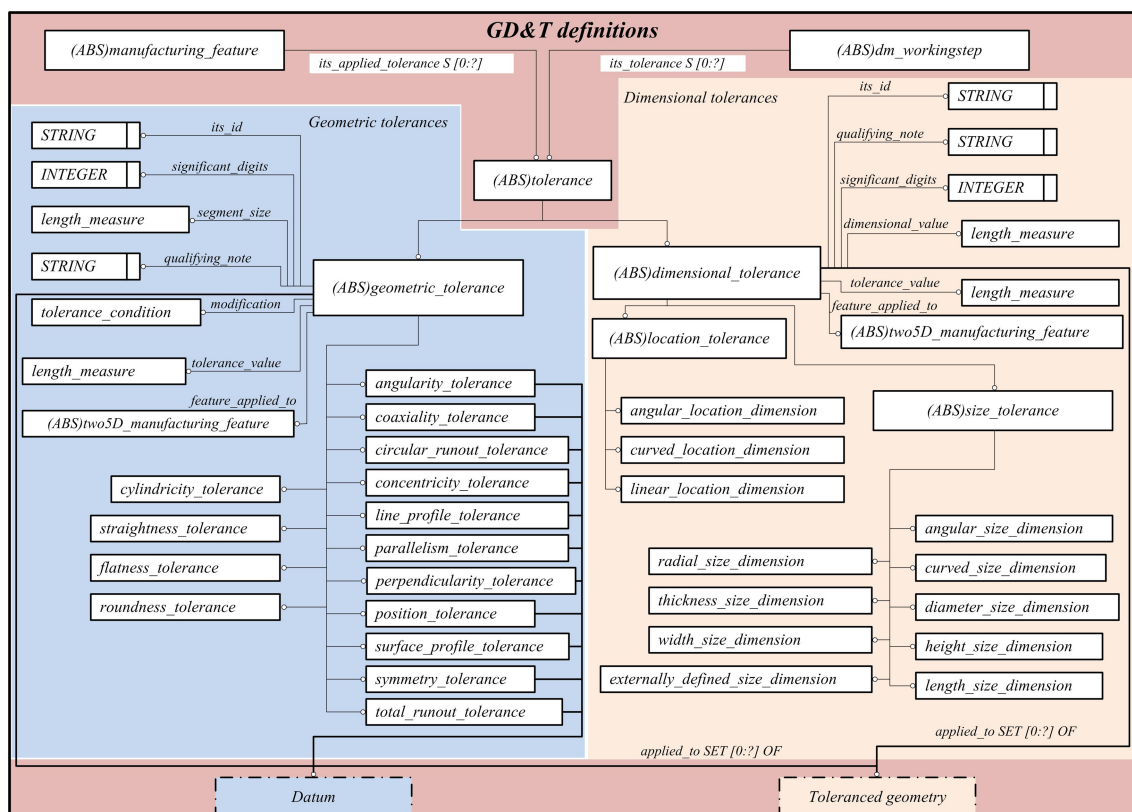 GD&T definitions
(ABS)manufacturing_feature
(ABS)dm_workingstep
its_applied_tolerance S [0:?]
its_tolerance S [0:?]
(ABS)tolerance
Geometric tolerances
STRING
its_id
INTEGER
significant_digits
length_measure
segment_size
STRING
qualifying_note
(ABS)geometric_tolerance
tolerance_condition
modification
length_measure
tolerance_value
feature_applied_to
(ABS)two5D_manufacturing_feature
angularity_tolerance
coaxiality_tolerance
circular_runout_tolerance
concentricity_tolerance
line_profile_tolerance
parallelism_tolerance
perpendicularity_tolerance
position_tolerance
surface_profile_tolerance
symmetry_tolerance
total_runout_tolerance
cylindricity_tolerance
straightness_tolerance
flatness_tolerance
roundness_tolerance
Dimensional tolerances
its_id
STRING
qualifying_note
STRING
significant_digits
INTEGER
dimensional_value
length_measure
(ABS)dimensional_tolerance
tolerance_value
length_measure
feature_applied_to
(ABS)two5D_manufacturing_feature
(ABS)location_tolerance
angular_location_dimension
curved_location_dimension
linear_location_dimension
(ABS)size_tolerance
angular_size_dimension
curved_size_dimension
diameter_size_dimension
height_size_dimension
length_size_dimension
radial_size_dimension
thickness_size_dimension
width_size_dimension
externally_defined_size_dimension
applied_to SET [0:?] OF
applied_to SET [0:?] OF
Datum
Toleranced geometry